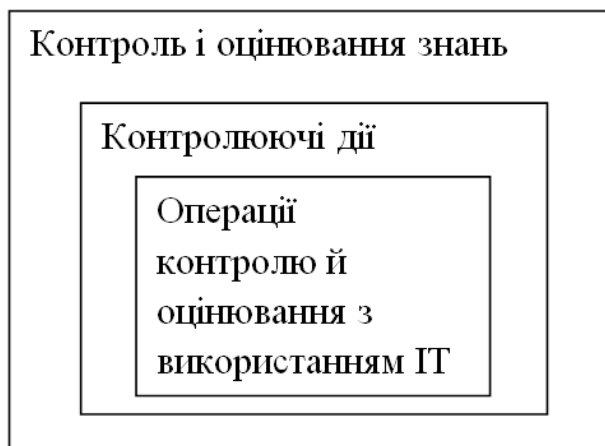 Контроль і оцінювання знань
Контролюючі дії
Операції
контролю й
оцінювання з
використанням ІТ